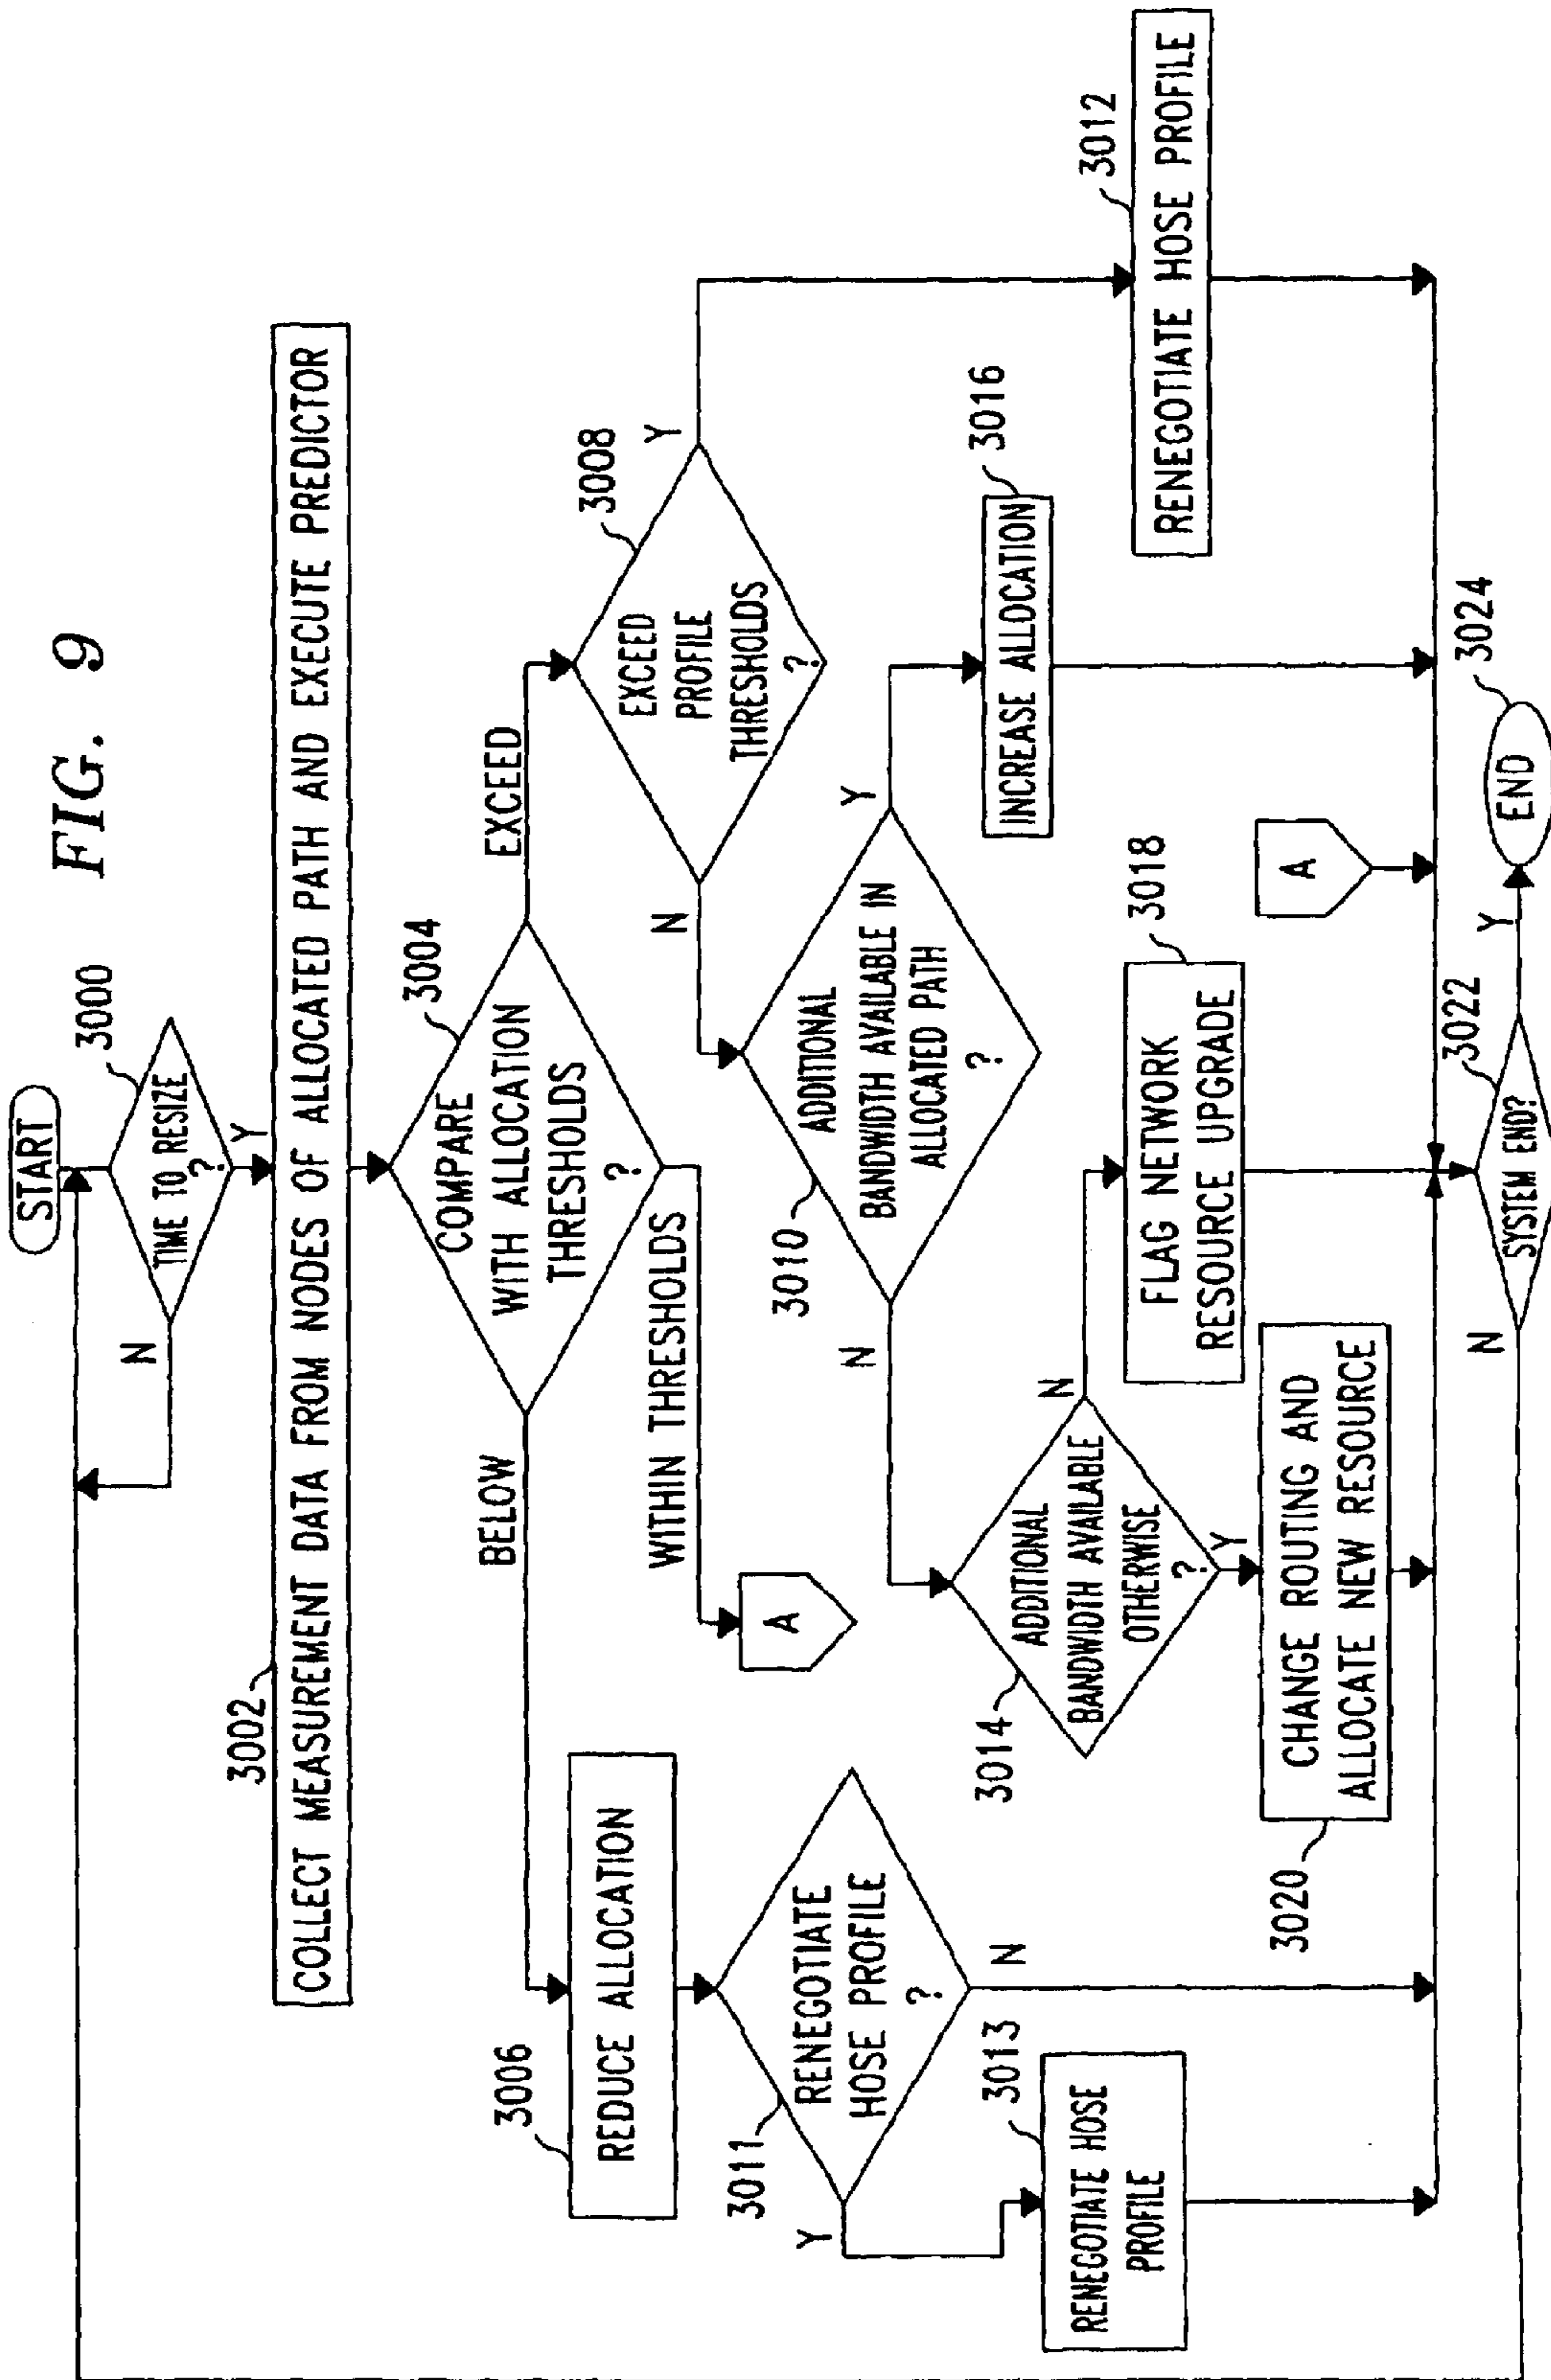 FIG. 9
START
3000
TIME TO RESIZE
?
N
Y
3002
COLLECT MEASUREMENT DATA FROM NODES OF ALLOCATED PATH AND EXECUTE PREDICTOR
3004
COMPARE
WITH ALLOCATION
THRESHOLDS
?
BELOW
EXCEED
WITHIN THRESHOLDS
A
3006
REDUCE ALLOCATION
3008
EXCEED
PROFILE
THRESHOLDS
?
N
Y
3011
RENEGOTIATE
HOSE PROFILE
?
Y
N
3010
ADDITIONAL
BANDWIDTH AVAILABLE IN
ALLOCATED PATH
?
N
Y
3013
RENEGOTIATE HOSE
PROFILE
3014
ADDITIONAL
BANDWIDTH AVAILABLE
OTHERWISE
?
N
Y
3016
INCREASE ALLOCATION
3012
RENEGOTIATE HOSE PROFILE
3018
FLAG NETWORK
RESOURCE UPGRADE
3020
CHANGE ROUTING AND
ALLOCATE NEW RESOURCE
A
3022
SYSTEM END?
N
Y
3024
END